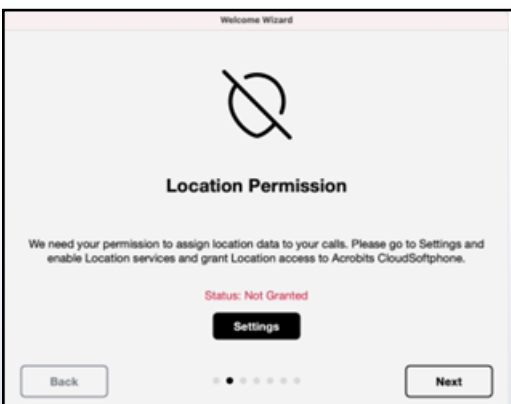 Welcome Wizard
Location Permission
We need your permission to assign location data to your calls. Please go to Settings and
enable Location services and grant Location access to Acrobits CloudSoftphone.
Status: Not Granted
Settings
Back
Next